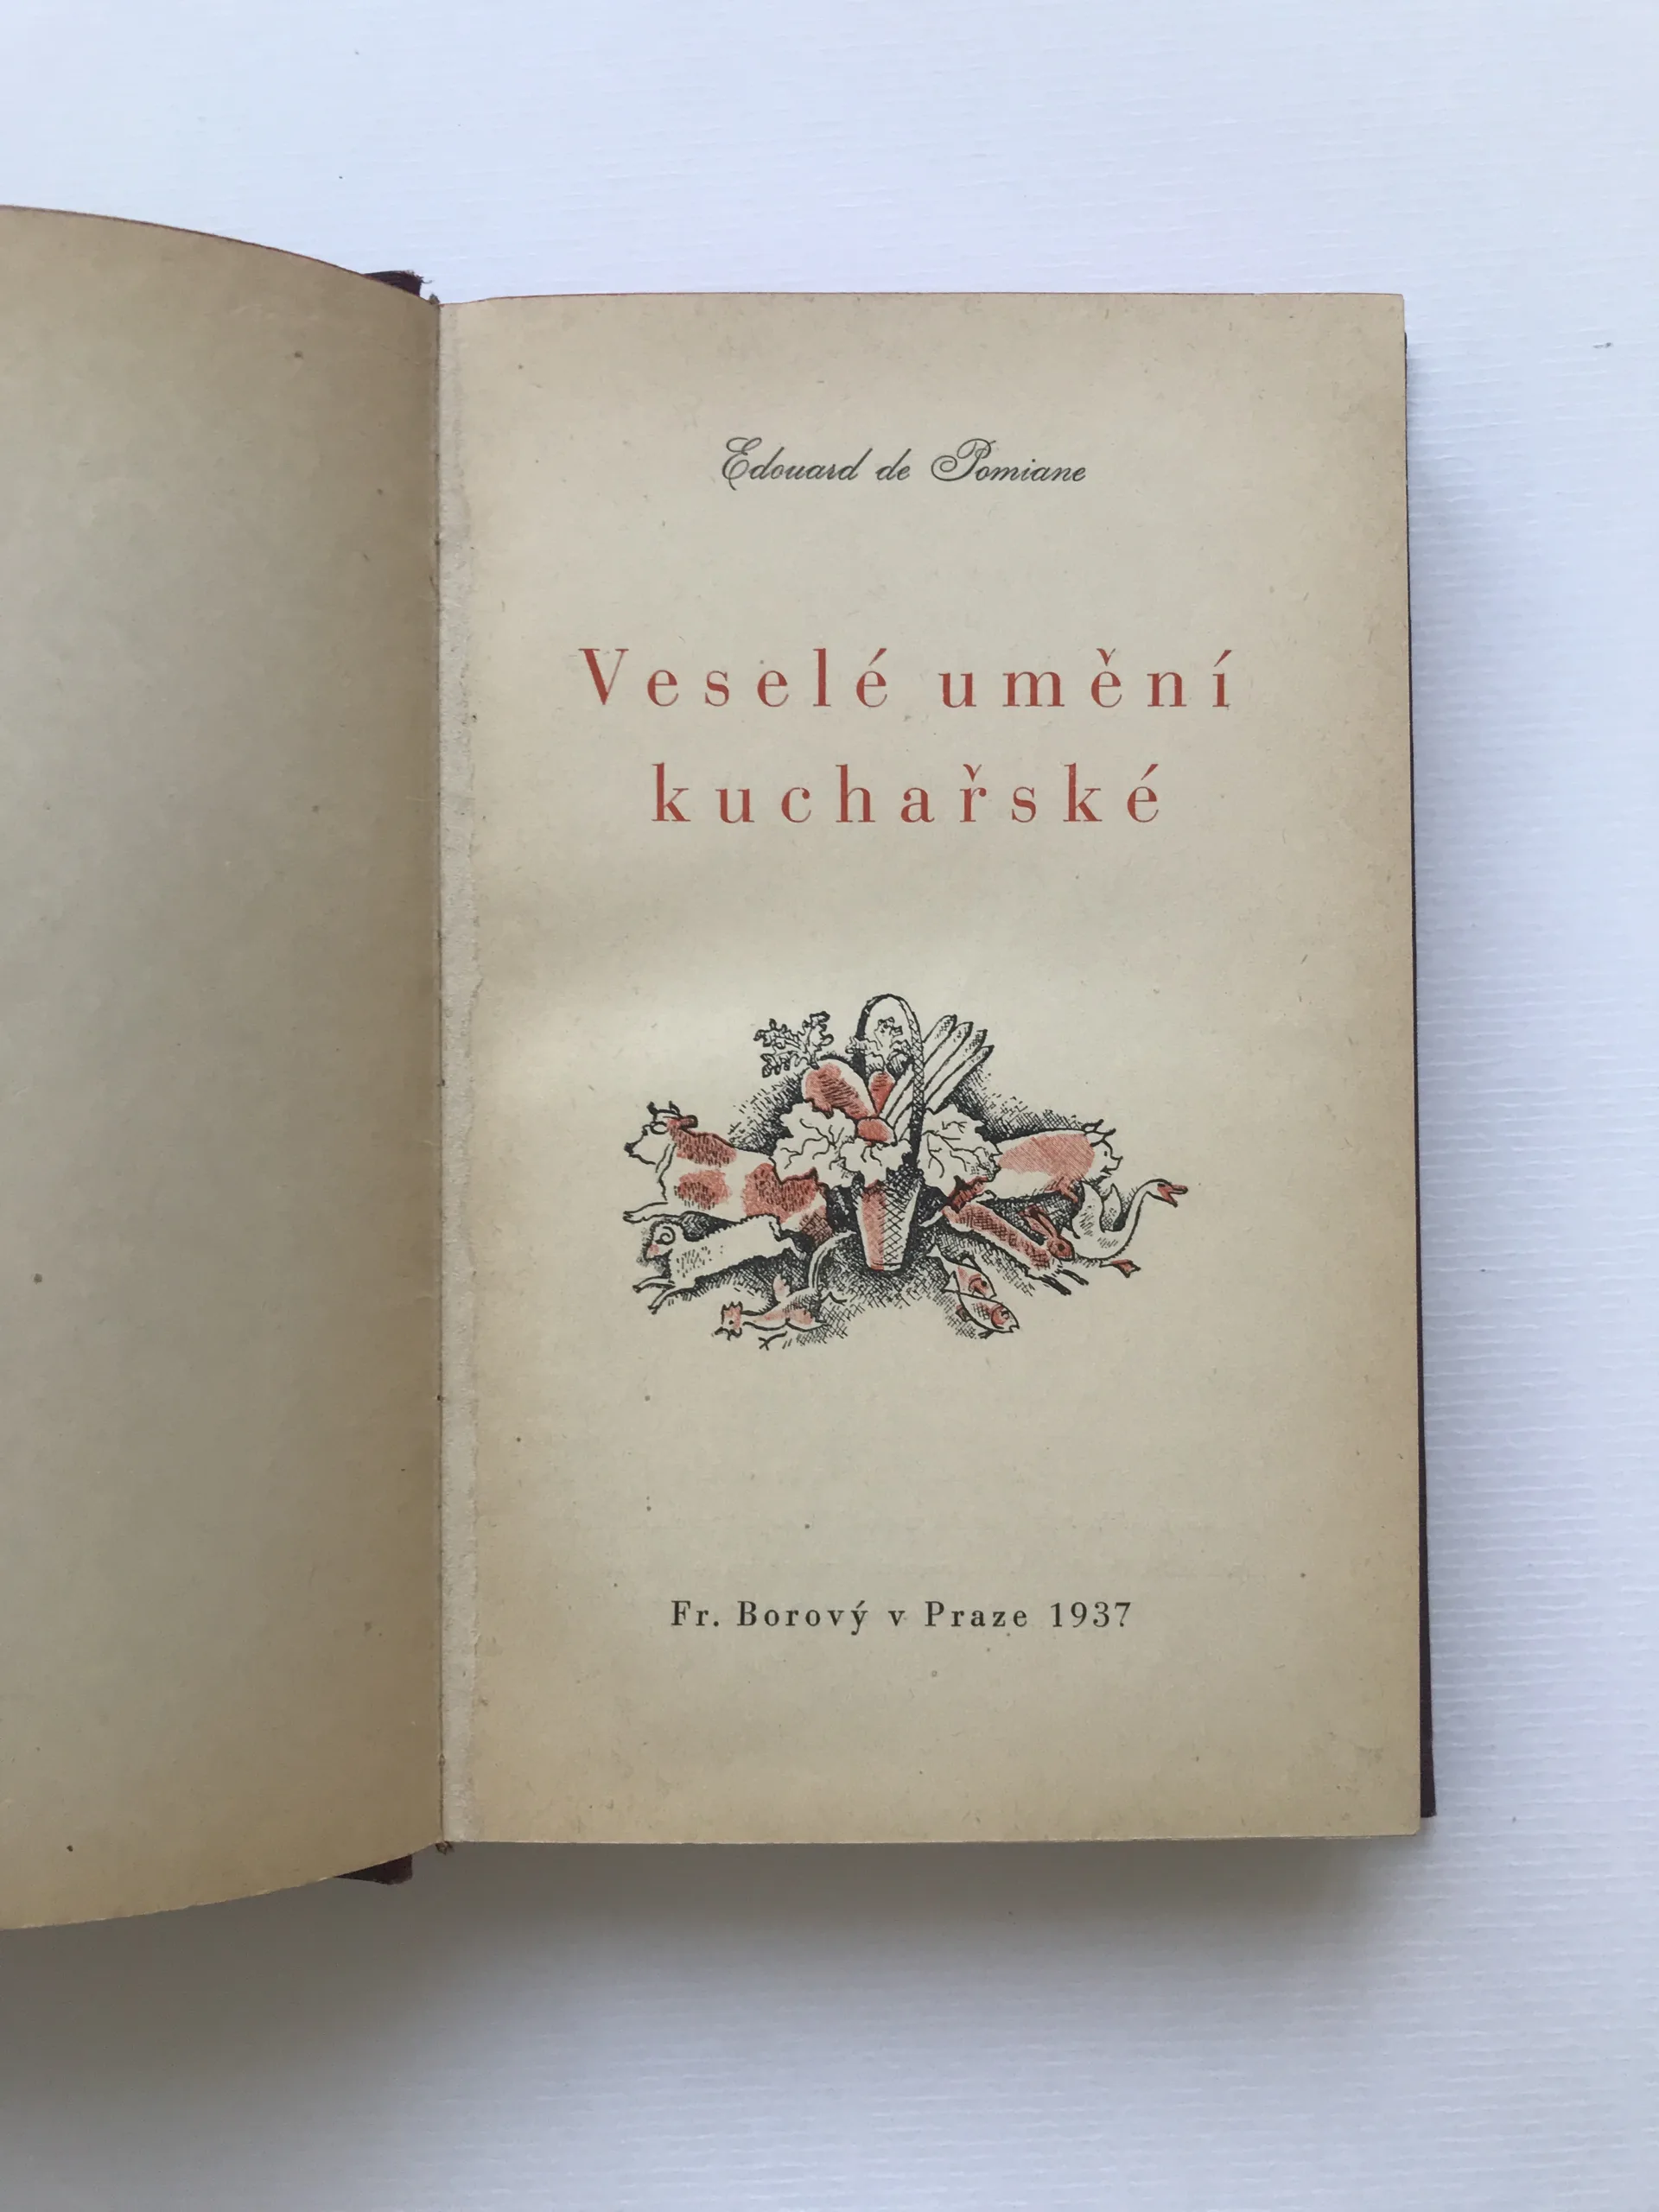 Edouard de Pomiane
Veselé umění
kuchařské
Fr. Borový v Praze 1937